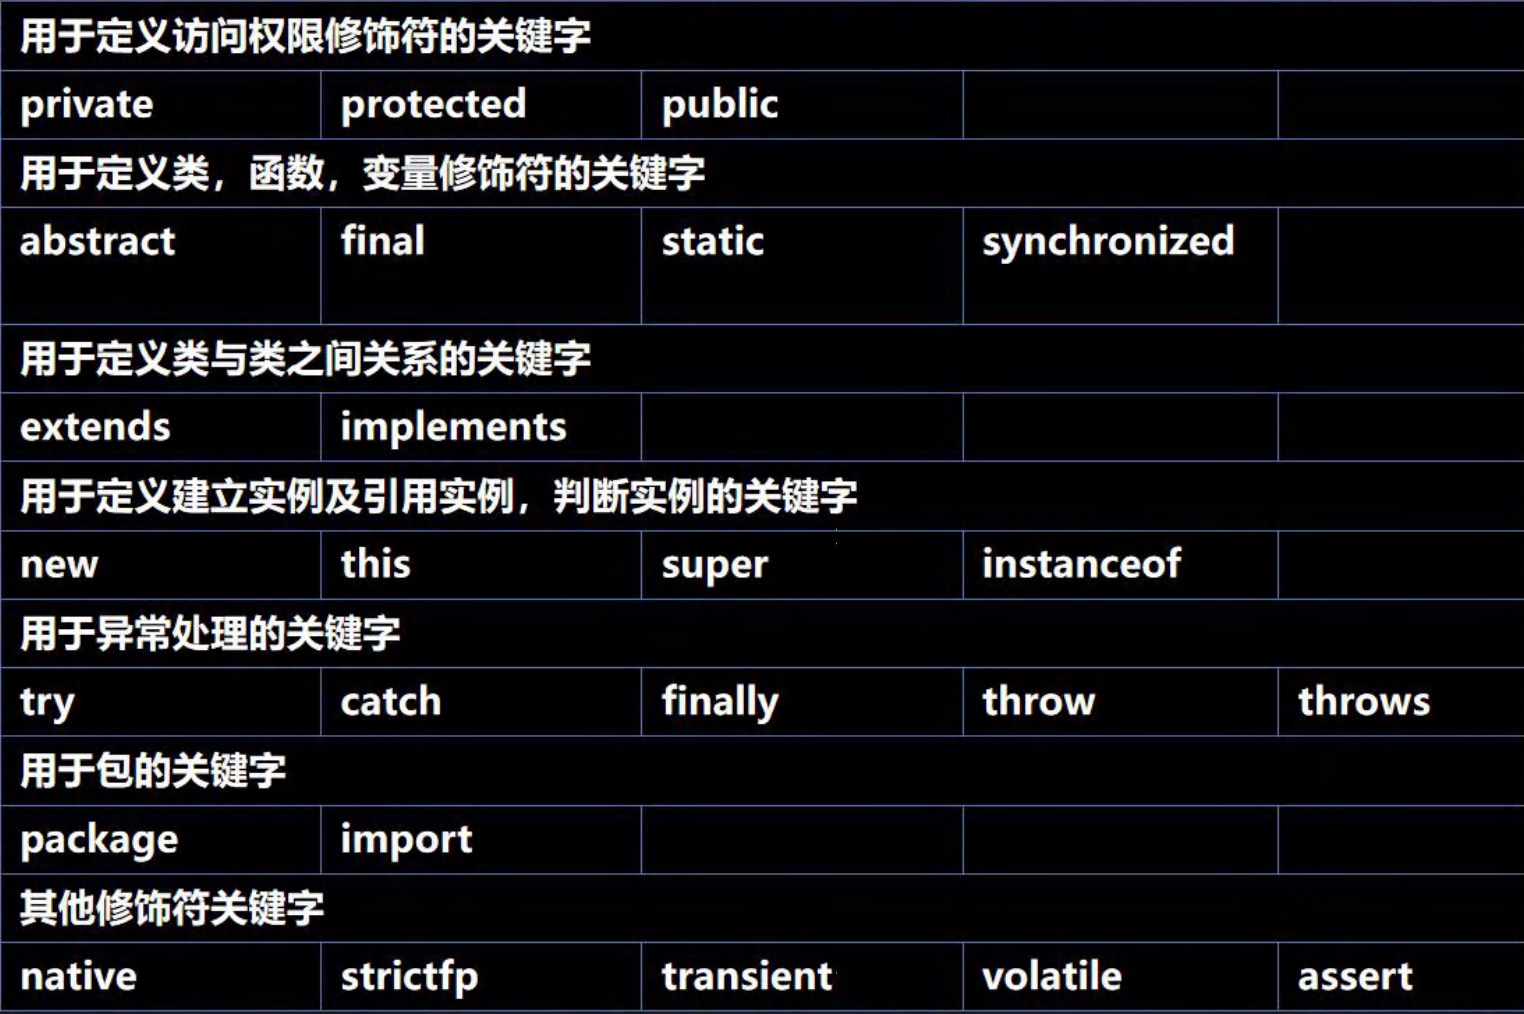 用于定义访问权限修饰符的关键字
private protected public
用于定义类，函数，变量修饰符的关键字
abstract final static synchronized
用于定义类与类之间关系的关键字
extends implements
用于定义建立实例及引用实例，判断实例的关键字
new this super instanceof
用于异常处理的关键字
try catch finally throw throws
用于包的关键字
package import
其他修饰符关键字
native strictfp transient volatile assert